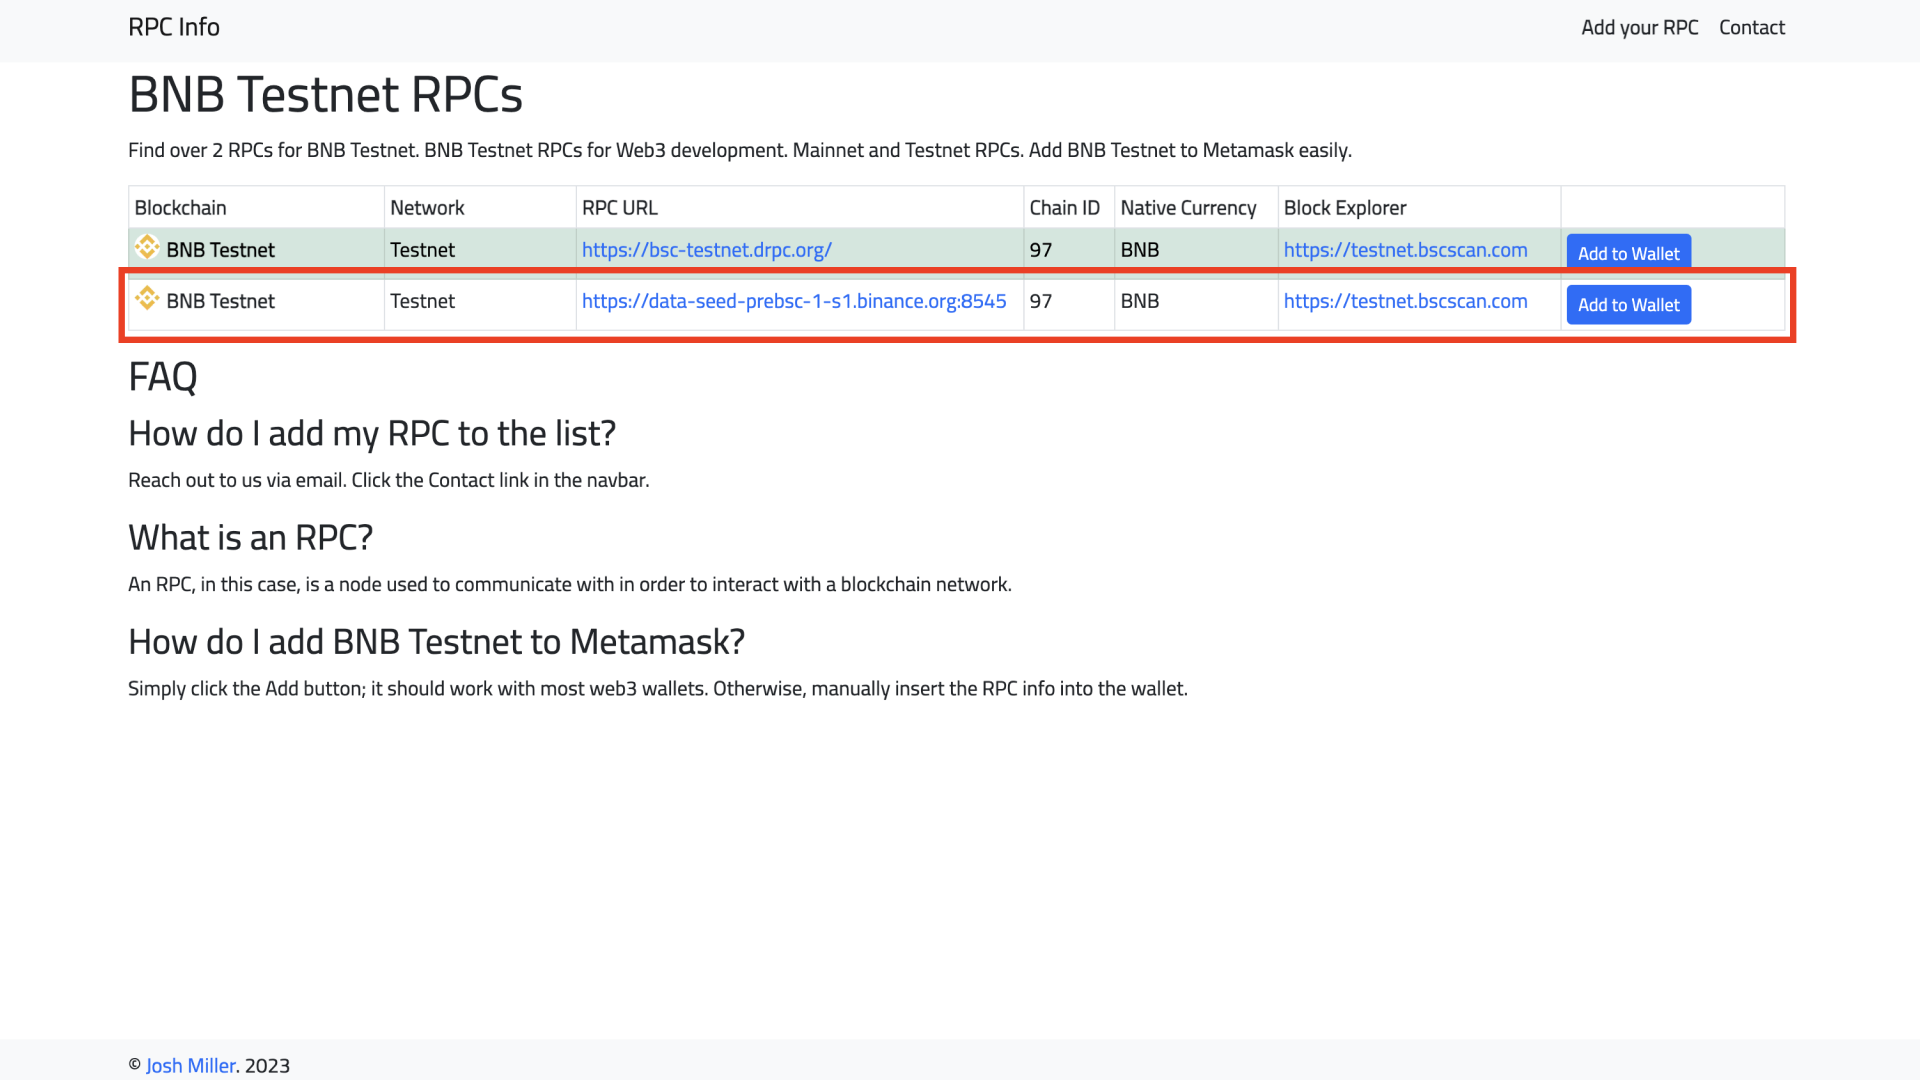 RPC Info Add your RPC Contact
BNB Testnet RPCs
Find over 2 RPCs for BNB Testnet. BNB Testnet RPCs for Web3 development. Mainnet and Testnet RPCs. Add BNB Testnet to Metamask easily.
Blockchain Network RPC URL Chain ID Native Currency Block Explorer
BNB Testnet Testnet https://bsc-testnet.drpc.org/ 97 BNB https://testnet.bscscan.com Add to Wallet
BNB Testnet Testnet https://data-seed-prebsc-1-s1.binance.org:8545 97 BNB https://testnet.bscscan.com Add to Wallet
FAQ
How do I add my RPC to the list?
Reach out to us via email. Click the Contact link in the navbar.
What is an RPC?
An RPC, in this case, is a node used to communicate with in order to interact with a blockchain network.
How do I add BNB Testnet to Metamask?
Simply click the Add button; it should work with most web3 wallets. Otherwise, manually insert the RPC info into the wallet.
© Josh Miller. 2023